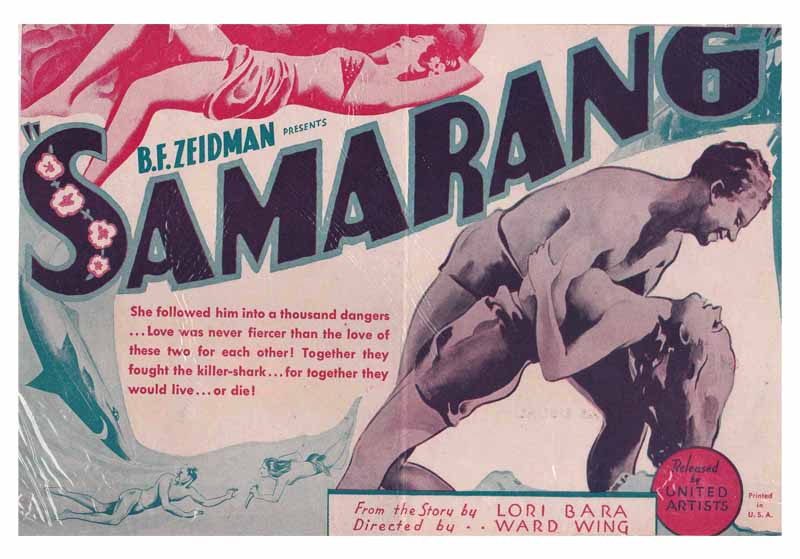 B.F. ZEIDMAN PRESENTS
"SAMARANG"
She followed him into a thousand dangers
...Love was never fiercer than the love of
these two for each other! Together they
fought the killer-shark...for together they
would live...or die!
From the Story by LORI BARA
Directed by .. WARD WING
Released
by
UNITED
ARTISTS
Printed
in
U.S.A.